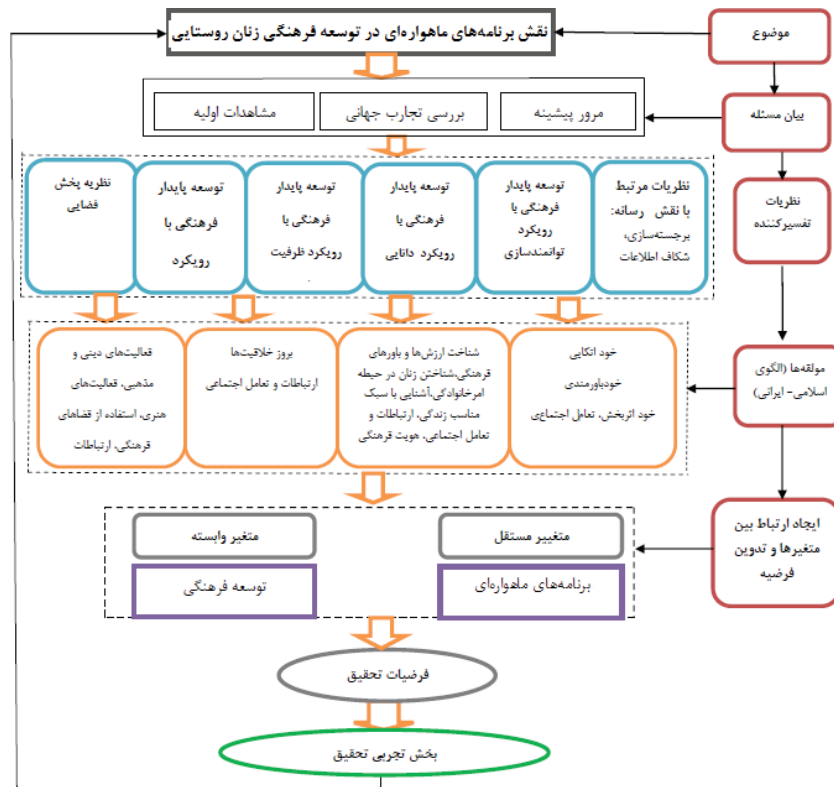 نقش برنامه‌های ماهواره‌ای در توسعه فرهنگی زنان روستایی
موضوع
بیان مسئله
مرور پیشینه
بررسی تجارب جهانی
مشاهدات اولیه
نظریات
تفسیرکننده
نظریات مرتبط
با نقش رسانه:
برجسته‌سازی،
شکاف اطلاعات
توسعه پایدار
فرهنگی با
رویکرد
توانمندسازی
توسعه پایدار
فرهنگی با
رویکرد دانایی
توسعه پایدار
فرهنگی با
رویکرد ظرفیت
.
توسعه پایدار
فرهنگی با
رویکرد
نظریه پخش
فضایی
مولقه‌ها (الگوی
اسلامی- ایرانی)
خود اتکایی
خودباورمندی
خود اثربخش، تعامل اجتماع‌ی
شناخت ارزش‌ها و باورهای
فرهنگی،شناختن زنان در حیطه
امرخانوادگی،آشنایی با سبک
مناسب زندگی، ارتباطات و
تعامل اجتماعی، هویت فرهنگی
بروز خلاقیت‌ها
ارتباطات و تعامل اجتماعی
فعالیت‌های دینی و
مذهبی، فعالیت‌های
هنری، استفاده از فضاهای
فرهنگی، ارتباطات
ایجاد ارتباط بین
متغیرها و تدوین
فرضیه
متغییر مستقل
متغیر وابسته
برنامه‌های ماهواره‌ای
توسعه فرهنگی
فرضیات تحقیق
بخش تجربی تحقیق